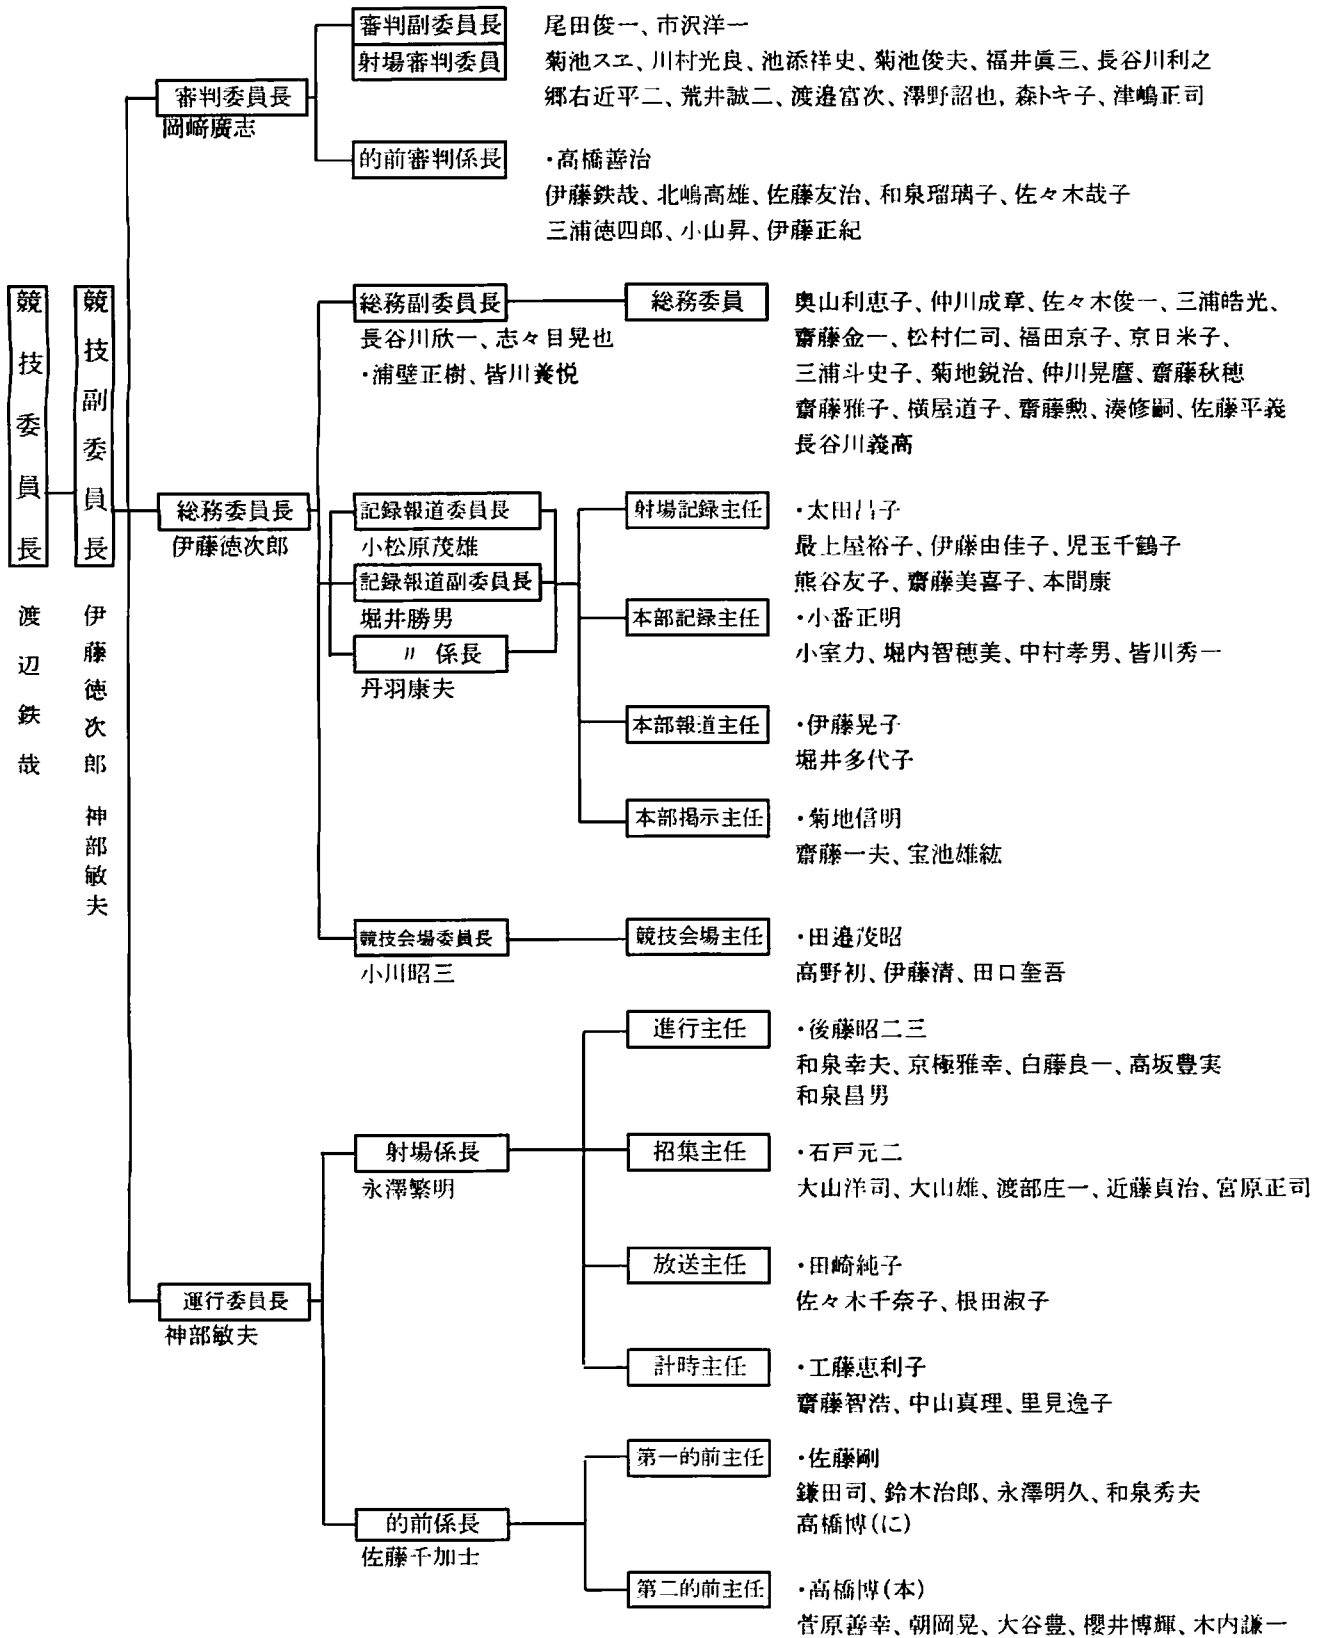 競技委員長
渡辺鉄哉
競技副委員長
伊藤徳次郎 神部敏夫
審判委員長
岡崎廣志
審判副委員長
尾田俊一、市沢洋一
射場審判委員
菊池スヱ、川村光良、池添祥史、菊池俊夫、福井眞三、長谷川利之
郷右近平二、荒井誠二、渡邉富次、澤野詔也、森トキ子、津嶋正司
的前審判係長
・高橋善治
伊藤鉄哉、北嶋高雄、佐藤友治、和泉瑠璃子、佐々木哉子
三浦徳四郎、小山昇、伊藤正紀
総務委員長
伊藤徳次郎
総務副委員長
長谷川欣一、志々目晃也
・浦壁正樹、皆川養悦
総務委員
奥山利恵子、仲川成章、佐々木俊一、三浦皓光、
齋藤金一、松村仁司、福田京子、京日米子、
三浦斗史子、菊地鋭治、仲川晃麿、齋藤秋穂
齋藤雅子、横屋道子、齋藤勲、湊修嗣、佐藤平義
長谷川義高
記録報道委員長
小松原茂雄
記録報道副委員長
堀井勝男
〃 係長
丹羽康夫
射場記録主任
・太田昌子
最上屋裕子、伊藤由佳子、児玉千鶴子
熊谷友子、齋藤美喜子、本間康
本部記録主任
・小番正明
小室力、堀内智穂美、中村孝男、皆川秀一
本部報道主任
・伊藤晃子
堀井多代子
本部掲示主任
・菊地信明
齋藤一夫、宝池雄紘
競技会場委員長
小川昭三
競技会場主任
・田邉茂昭
高野初、伊藤清、田口奎吾
運行委員長
神部敏夫
射場係長
永澤繁明
進行主任
・後藤昭二三
和泉幸夫、京極雅幸、白藤良一、高坂豊実
和泉昌男
招集主任
・石戸元二
大山洋司、大山雄、渡部庄一、近藤貞治、宮原正司
放送主任
・田崎純子
佐々木千奈子、根田淑子
計時主任
・工藤恵利子
齋藤智浩、中山真理、里見逸子
的前係長
佐藤千加士
第一的前主任
・佐藤剛
鎌田司、鈴木治郎、永澤明久、和泉秀夫
高橋博(に)
第二的前主任
・高橋博(本)
菅原善幸、朝岡晃、大谷豊、櫻井博輝、木内謙一